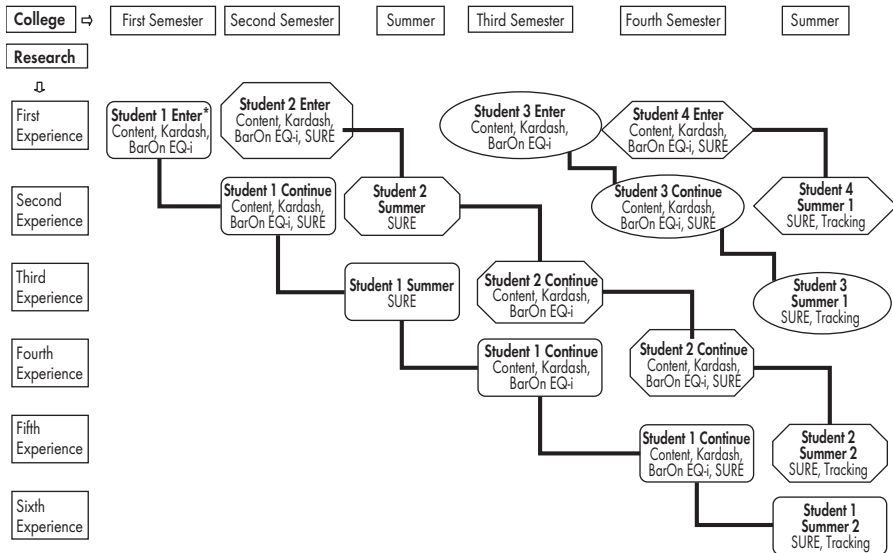 College ⇨ First Semester Second Semester Summer Third Semester Fourth Semester Summer
Research
⇩
First
Experience
Student 1 Enter*
Content, Kardash,
BarOn EQ-i
Student 2 Enter
Content, Kardash,
BarOn EQ-i, SURE
Student 3 Enter
Content, Kardash,
BarOn EQ-i
Student 4 Enter
Content, Kardash,
BarOn EQ-i, SURE
Second
Experience
Student 1 Continue
Content, Kardash,
BarOn EQ-i, SURE
Student 2
Summer
SURE
Student 3 Continue
Content, Kardash,
BarOn EQ-i, SURE
Student 4
Summer 1
SURE, Tracking
Third
Experience
Student 1 Summer
SURE
Student 2 Continue
Content, Kardash,
BarOn EQ-i
Student 3
Summer 1
SURE, Tracking
Fourth
Experience
Student 1 Continue
Content, Kardash,
BarOn EQ-i
Student 2 Continue
Content, Kardash,
BarOn EQ-i, SURE
Fifth
Experience
Student 1 Continue
Content, Kardash,
BarOn EQ-i, SURE
Student 2
Summer 2
SURE, Tracking
Sixth
Experience
Student 1
Summer 2
SURE, Tracking